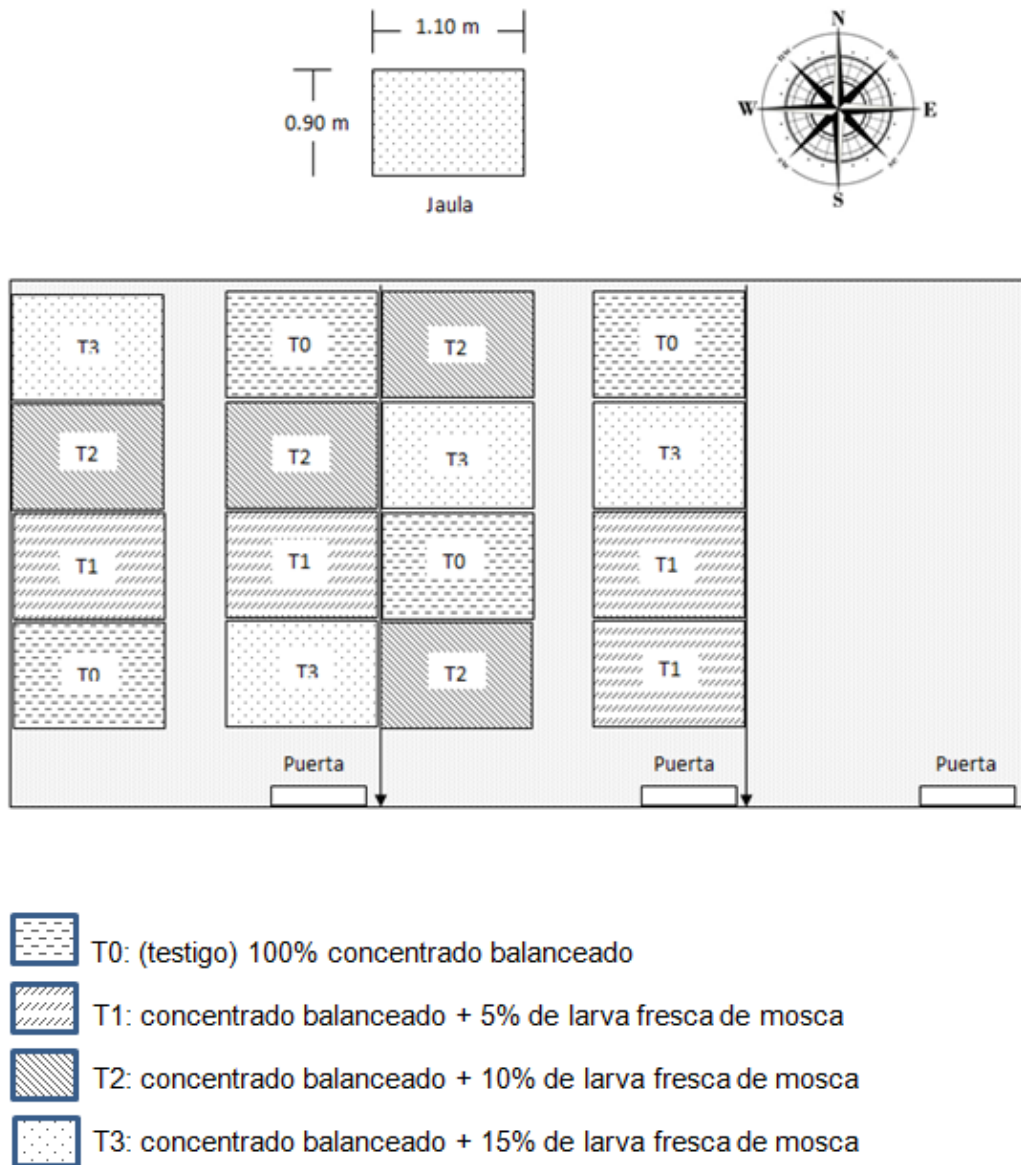 1.10 m
N
W
E
0.90 m
Jaula
S
T3 T0 T2 T0
T2 T2 T3 T3
T1 T1 T0 T1
T0 T3 T2 T1
Puerta Puerta Puerta
T0: (testigo) 100% concentrado balanceado
T1: concentrado balanceado + 5% de larva fresca de mosca
T2: concentrado balanceado + 10% de larva fresca de mosca
T3: concentrado balanceado + 15% de larva fresca de mosca